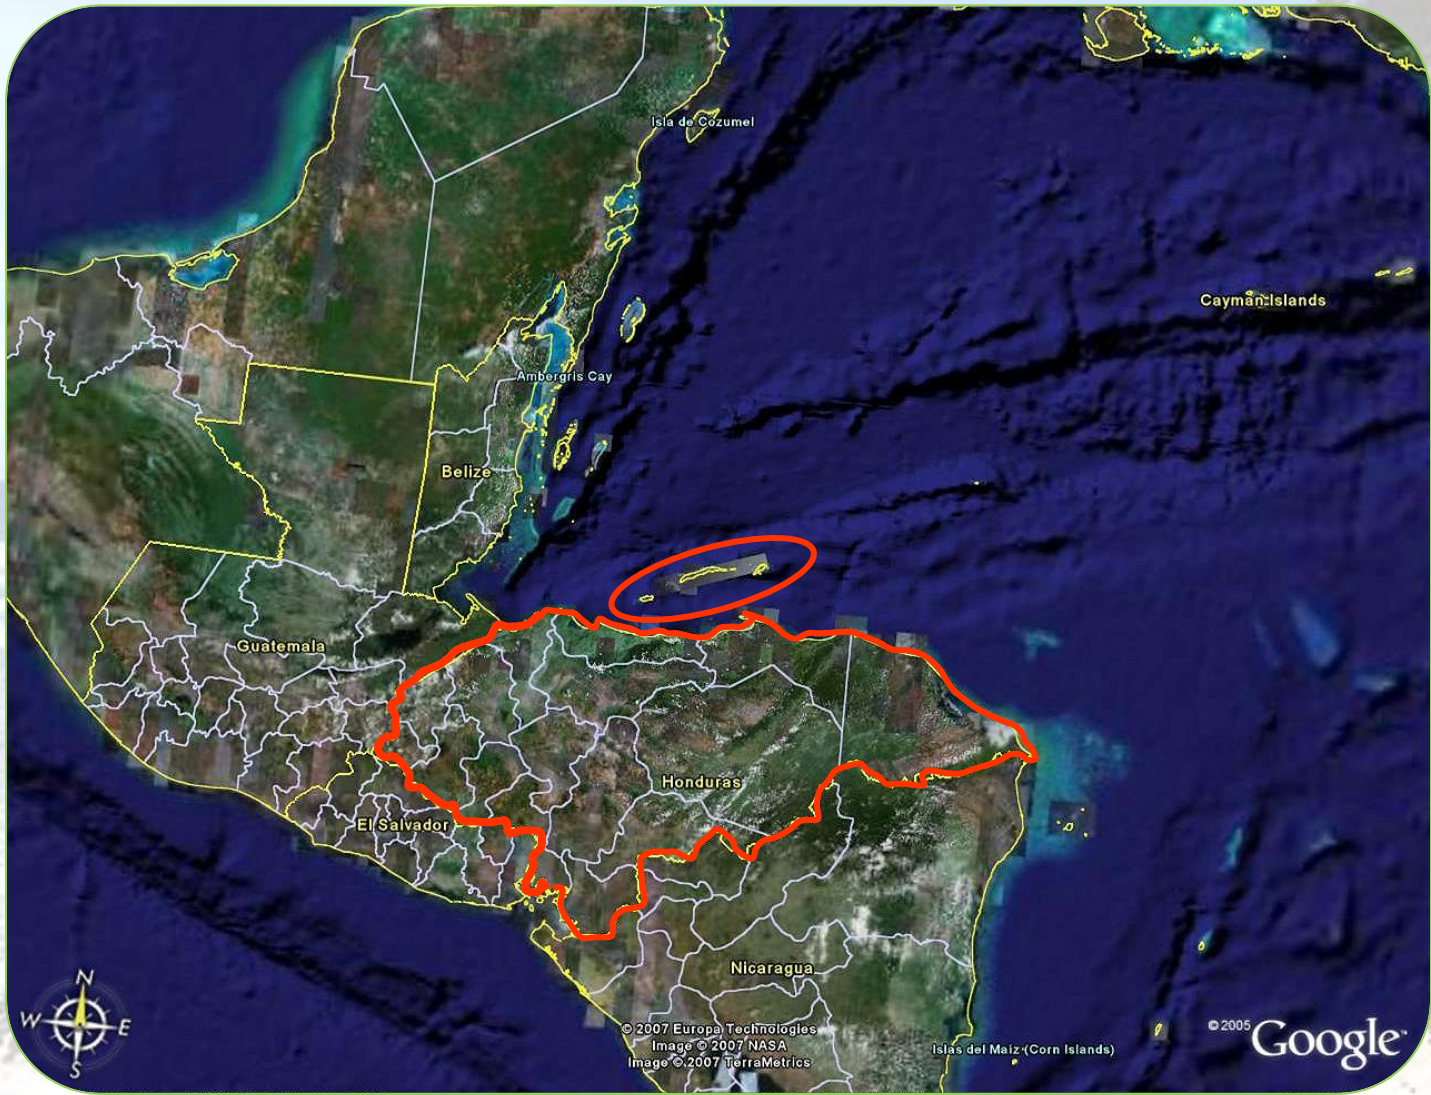 Isla de Cozumel
Cayman Islands
Ambergris Cay
Belize
Guatemala
Honduras
El Salvador
Nicaragua
N
W E
S
© 2007 Europa Technologies
Image © 2007 NASA
Image © 2007 TerraMetrics
© 2005 Google™
Islas del Maiz (Corn Islands)